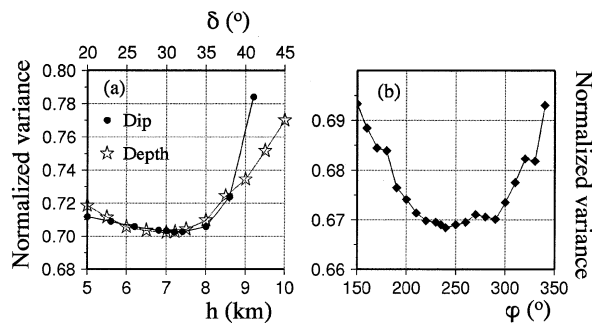 δ (º)
20 25 30 35 40 45
0.80
0.78
0.76
0.74
0.72
0.70
0.68
Normalized variance
(a)
Dip
Depth
5 6 7 8 9 10
h (km)
(b)
0.69
0.68
0.67
0.66
150 200 250 300 350
φ (º)
Normalized variance